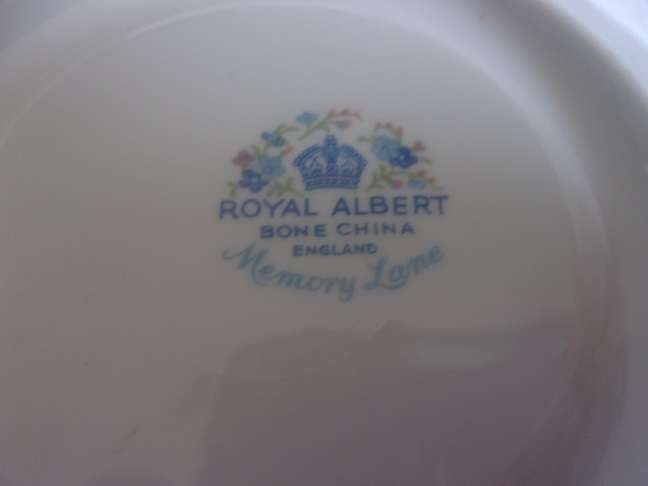 ROYAL ALBERT
BONE CHINA
ENGLAND
Memory Lane